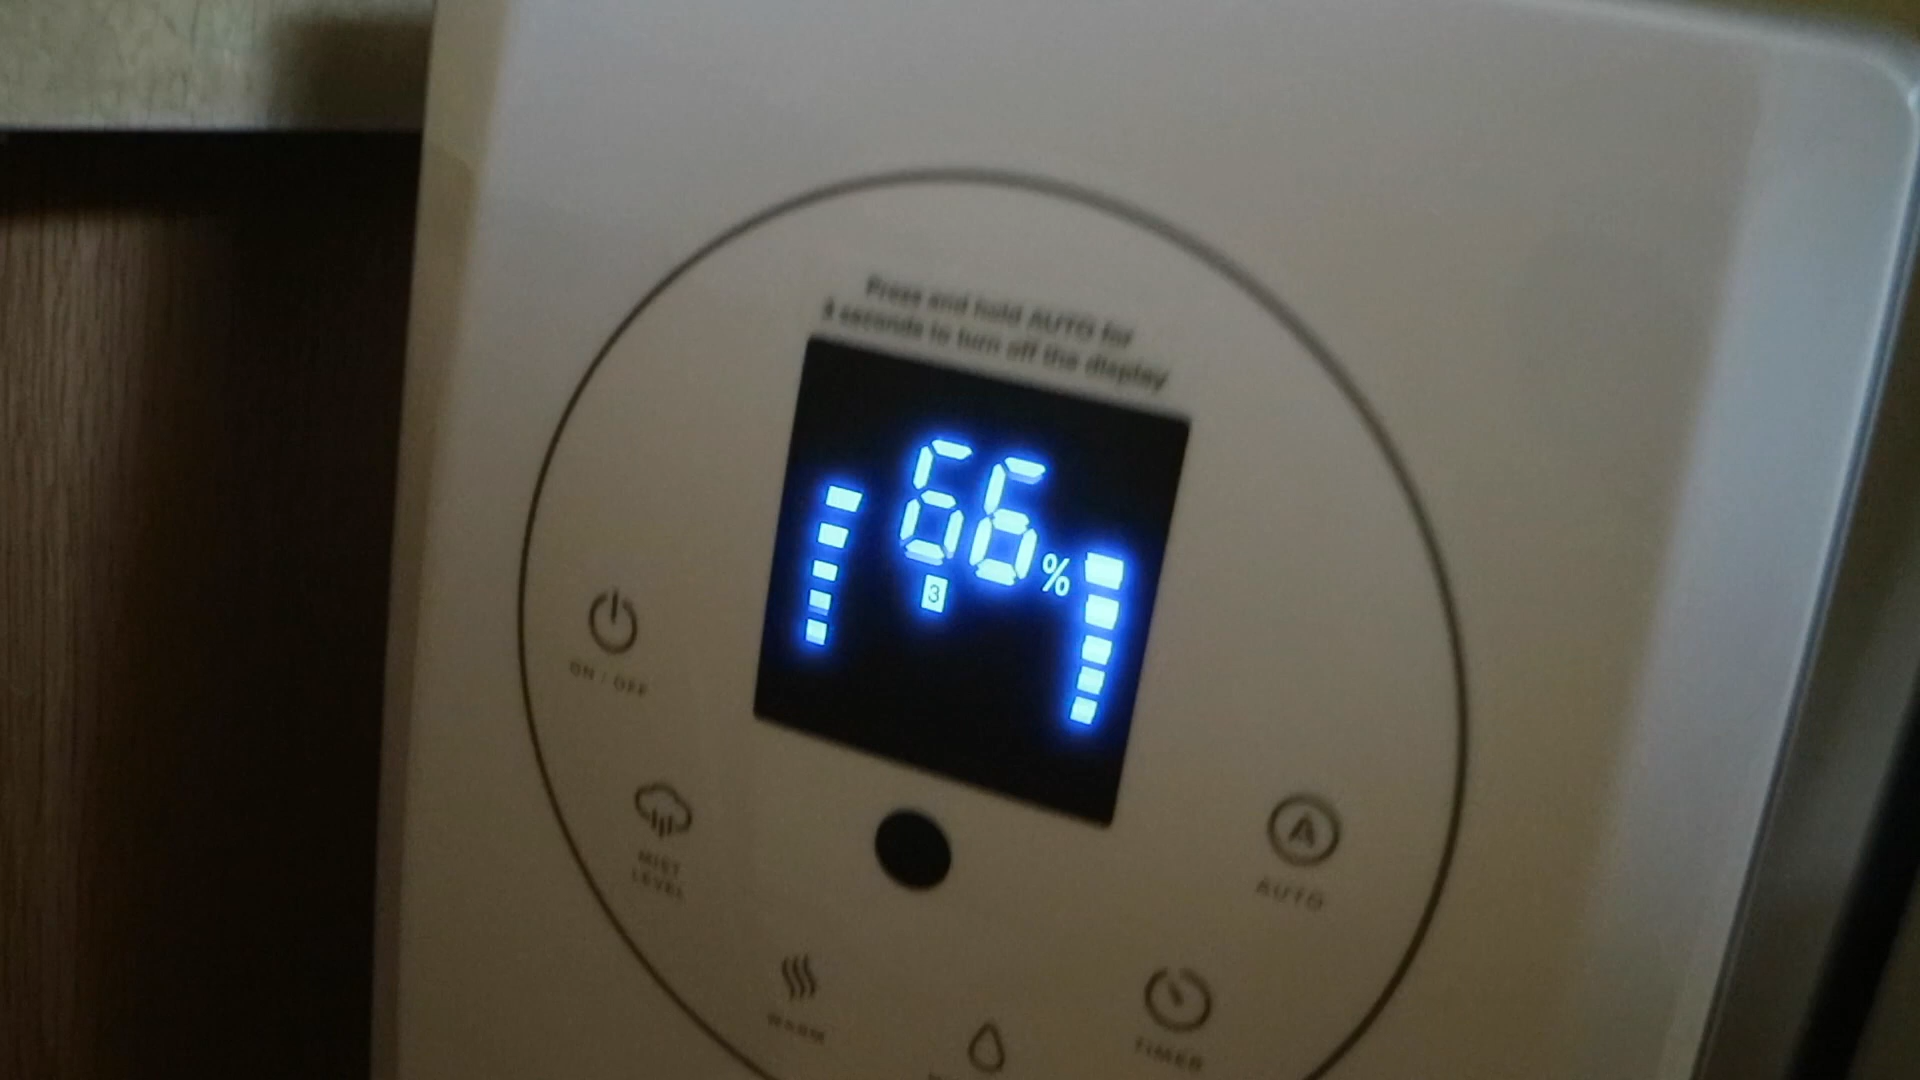 Press and hold AUTO for
3 seconds to turn off the display
66%
3
ON / OFF
A
MIST
LEVEL
AUTO
WARM
TIMER